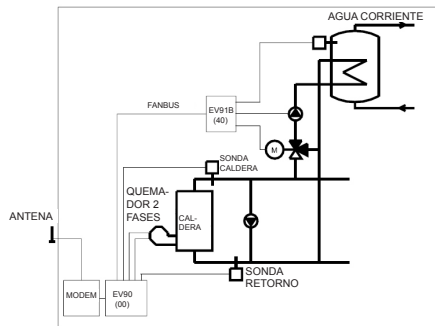 AGUA CORRIENTE
FANBUS
EV91B
(40)
M
SONDA
CALDERA
QUEMA-
DOR 2
FASES
CAL-
DERA
ANTENA
MODEM
EV90
(00)
SONDA
RETORNO